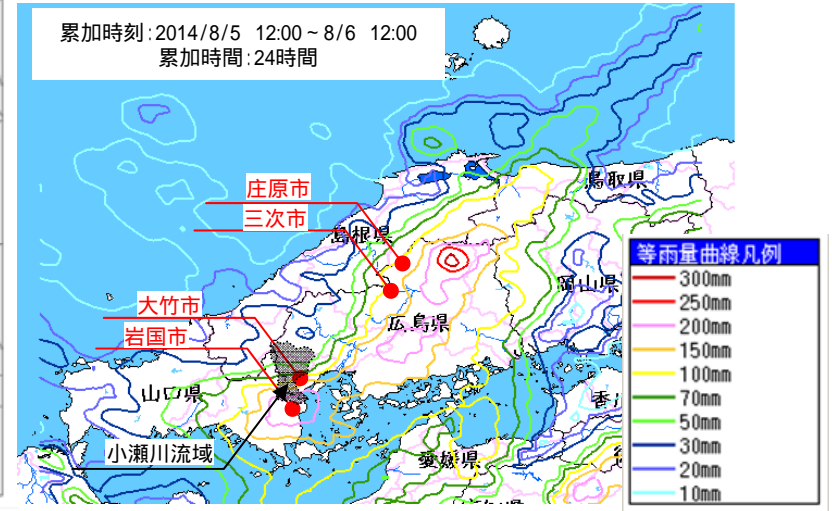 累加時刻:2014/8/5 12:00~8/6 12:00
累加時間:24時間
庄原市
三次市
鳥取県
島根県
岡山県
大竹市
岩国市
広島県
山口県
香
小瀬川流域
愛媛県
等雨量曲線凡例
300mm
250mm
200mm
150mm
100mm
70mm
50mm
30mm
20mm
10mm